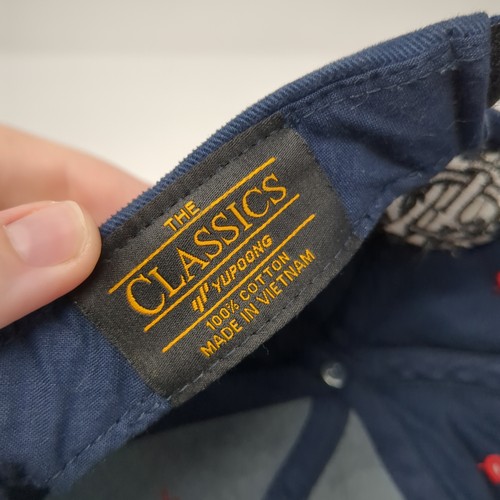 THE
CLASSICS
YUPOONG
100% COTTON
MADE IN VIETNAM